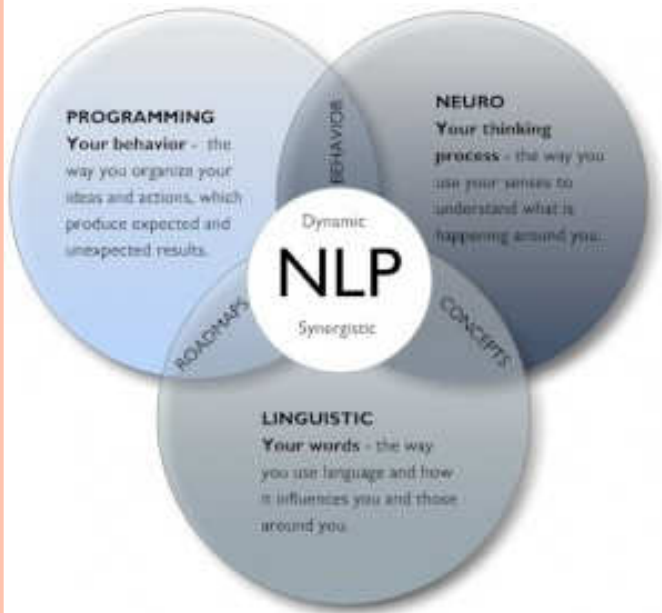 PROGRAMMING
Your behavior - the
way you organize your
ideas and actions, which
produce expected and
unexpected results.
BEHAVIOR
NEURO
Your thinking
process - the way you
use your senses to
understand what is
happening around you.
Dynamic
NLP
Synergistic
ROADMAPS
CONCEPTS
LINGUISTIC
Your words - the way
you use language and how
it influences you and those
around you.